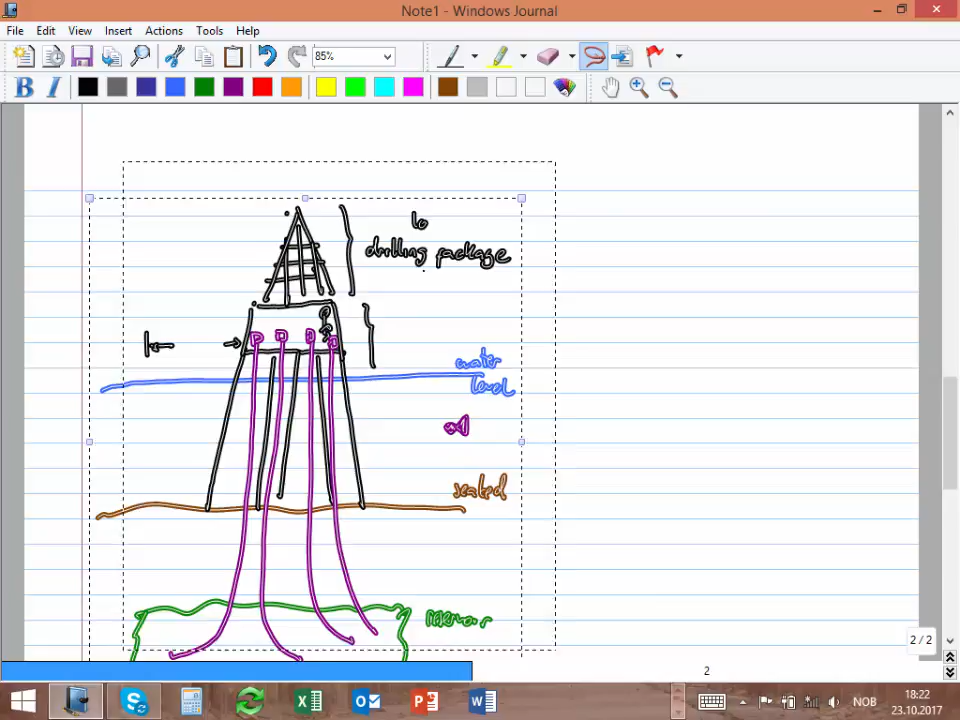 Note1 - Windows Journal
File Edit View Insert Actions Tools Help
85%
B I
to
drilling package
water
level
seabed
reservoir
2 / 2
2
NOB
18:22
23.10.2017